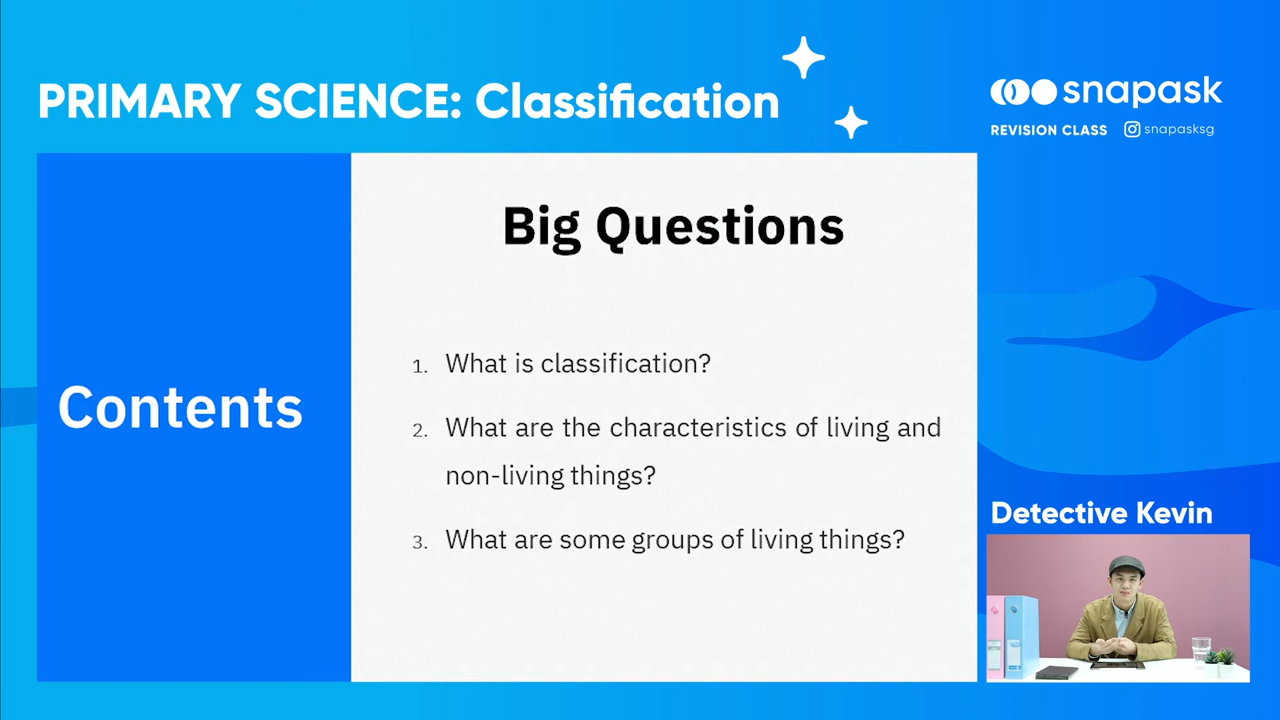 PRIMARY SCIENCE: Classification
snapask
REVISION CLASS snapasksg
Contents
Big Questions
1. What is classification?
2. What are the characteristics of living and
non-living things?
3. What are some groups of living things?
Detective Kevin